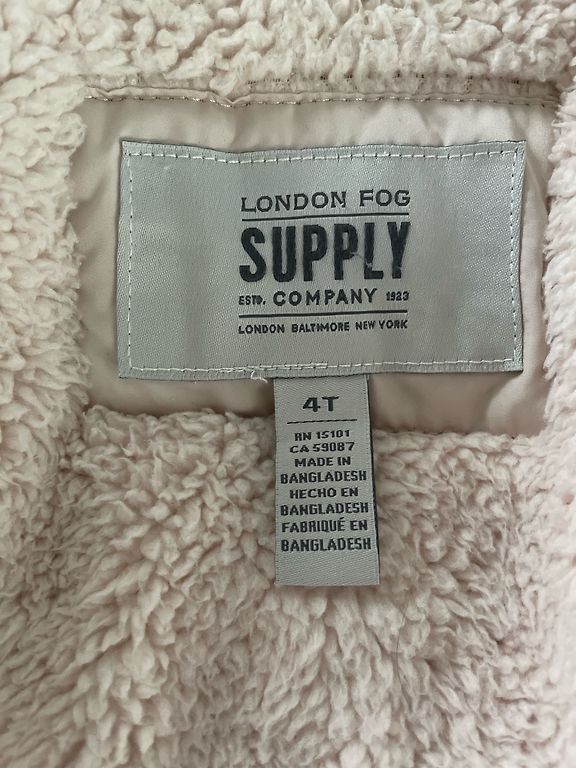 LONDON FOG
SUPPLY
ESTD. COMPANY 1923
LONDON BALTIMORE NEW YORK
4T
RN 15101
CA 59087
MADE IN
BANGLADESH
HECHO EN
BANGLADESH
FABRIQUÉ EN
BANGLADESH